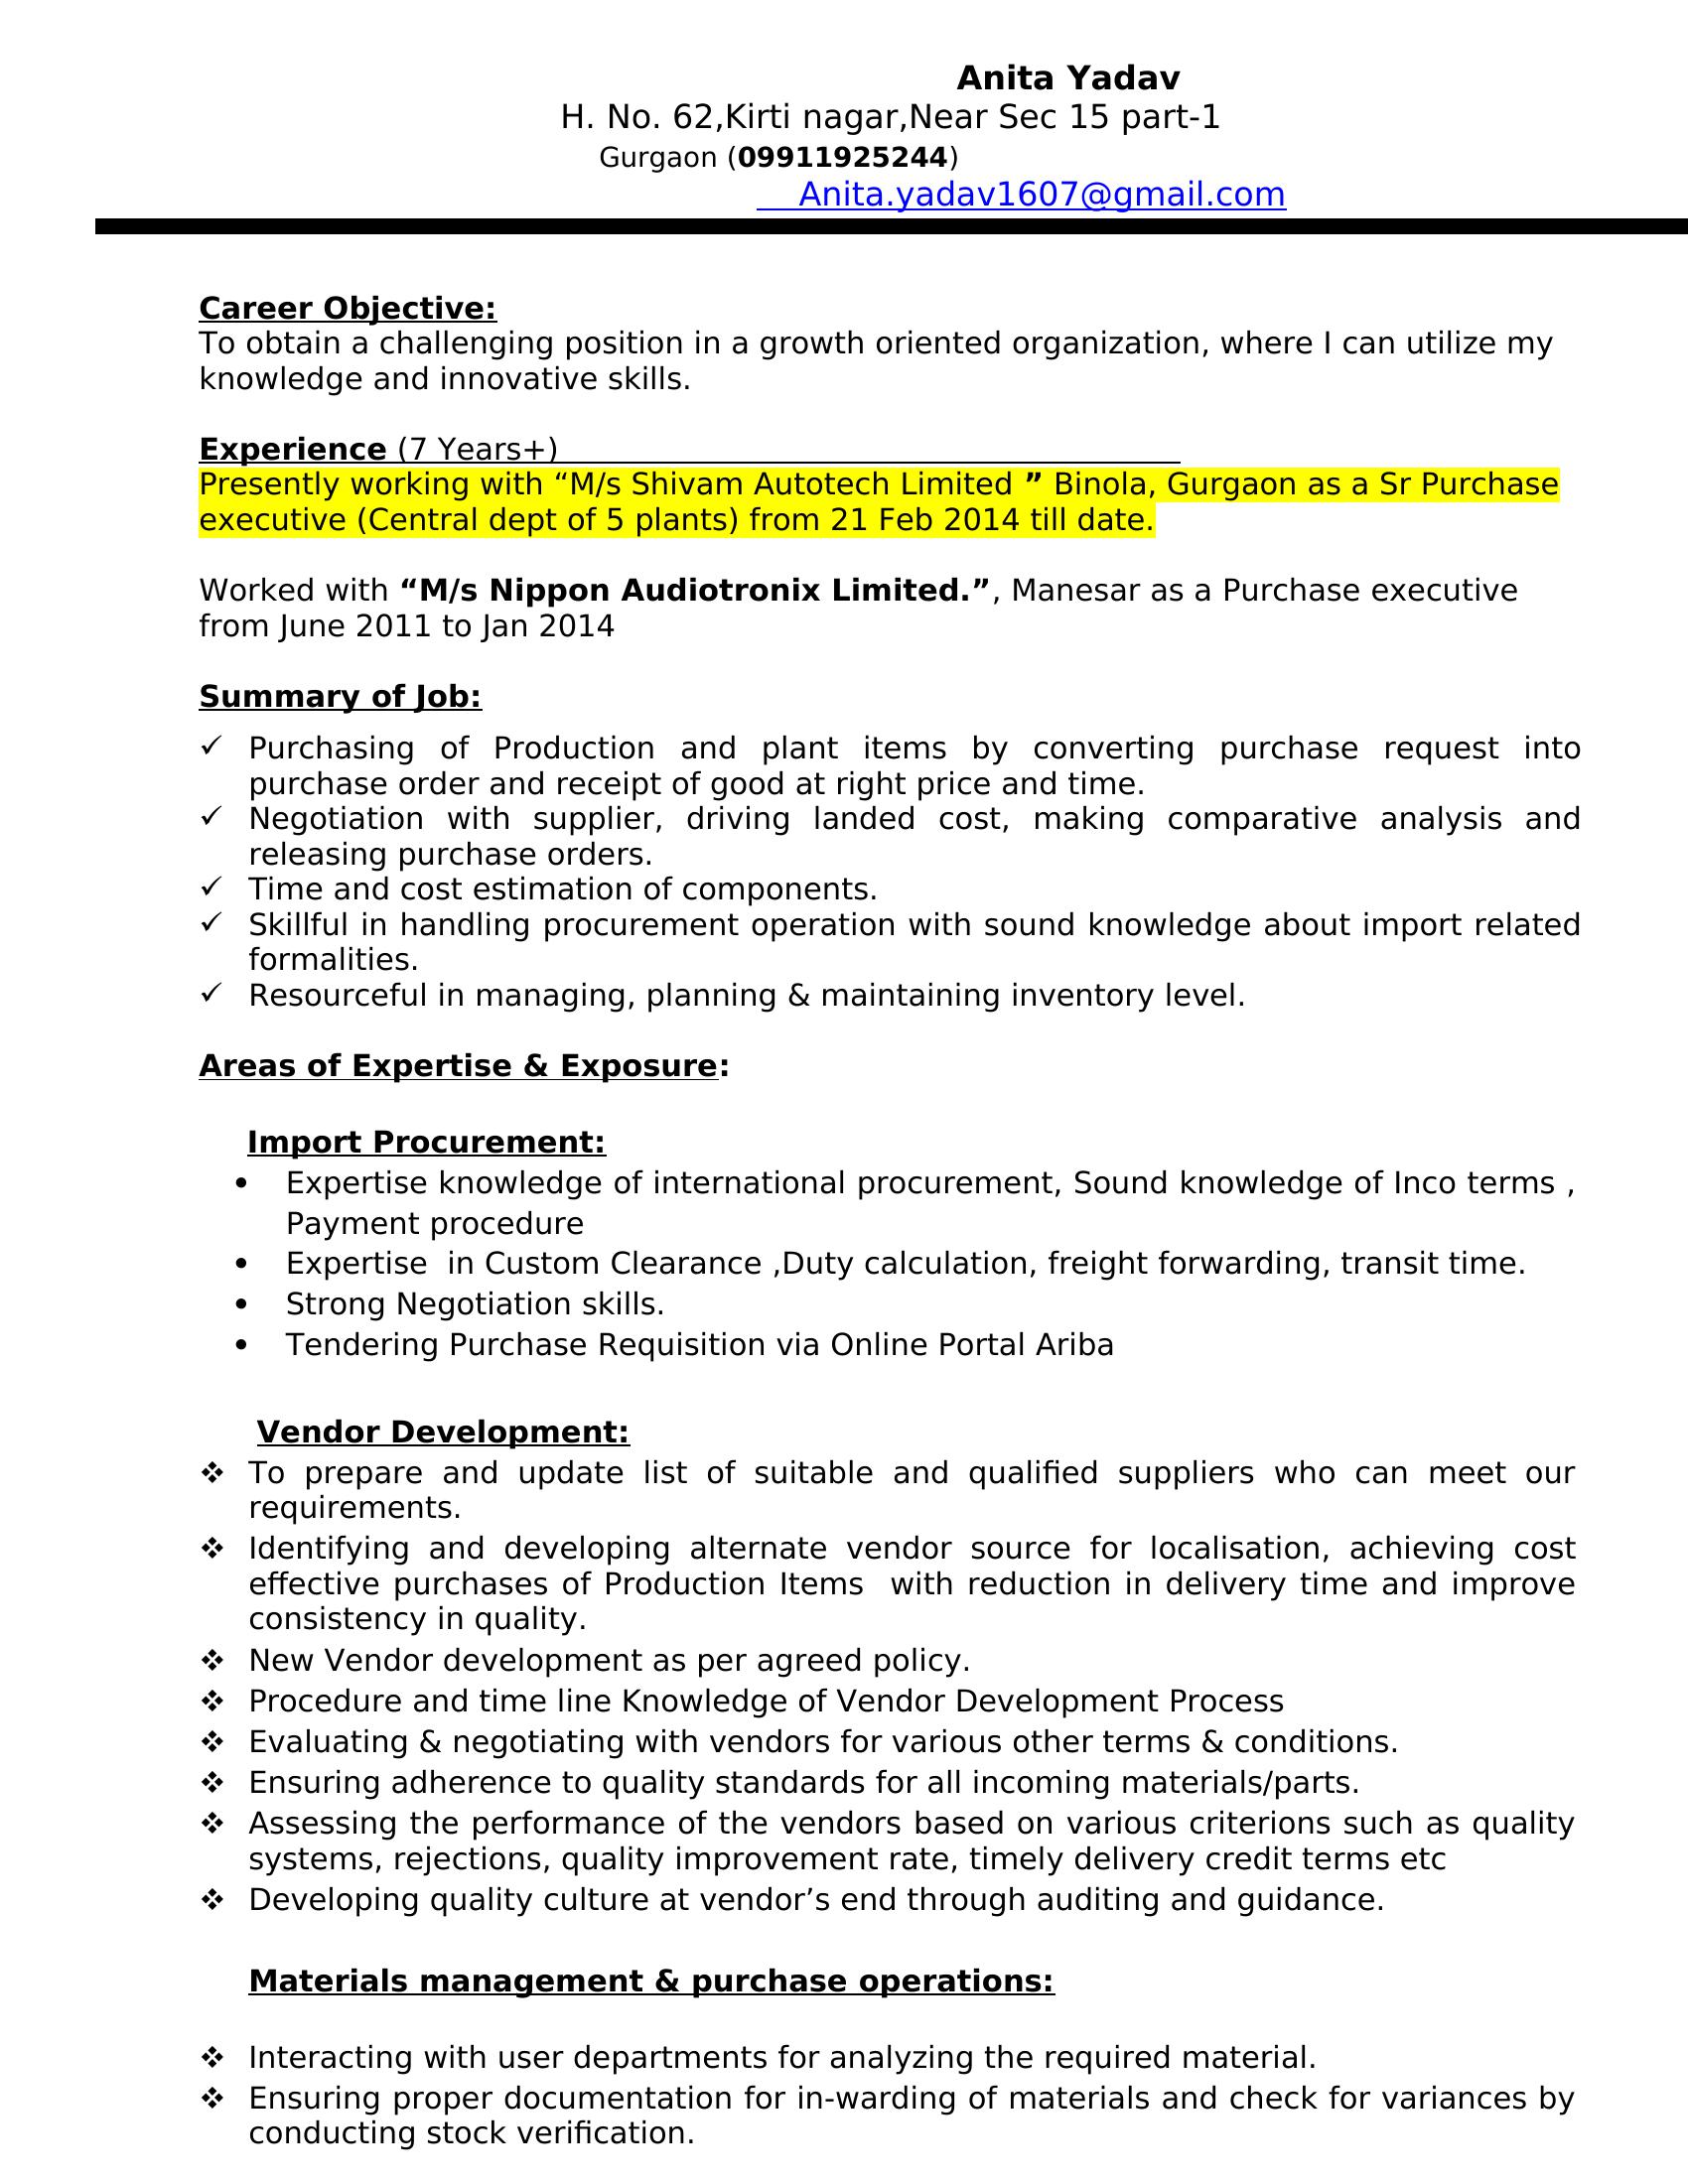 Anita Yadav
H. No. 62,Kirti nagar,Near Sec 15 part-1
Gurgaon (09911925244)
Anita.yadav1607@gmail.com
Career Objective:
To obtain a challenging position in a growth oriented organization, where I can utilize my
knowledge and innovative skills.
Experience (7 Years+)
Presently working with “M/s Shivam Autotech Limited ” Binola, Gurgaon as a Sr Purchase
executive (Central dept of 5 plants) from 21 Feb 2014 till date.
Worked with “M/s Nippon Audiotronix Limited.”, Manesar as a Purchase executive
from June 2011 to Jan 2014
Summary of Job:
✓ Purchasing of Production and plant items by converting purchase request into
purchase order and receipt of good at right price and time.
✓ Negotiation with supplier, driving landed cost, making comparative analysis and
releasing purchase orders.
✓ Time and cost estimation of components.
✓ Skillful in handling procurement operation with sound knowledge about import related
formalities.
✓ Resourceful in managing, planning & maintaining inventory level.
Areas of Expertise & Exposure:
Import Procurement:
• Expertise knowledge of international procurement, Sound knowledge of Inco terms ,
Payment procedure
• Expertise  in Custom Clearance ,Duty calculation, freight forwarding, transit time.
• Strong Negotiation skills.
• Tendering Purchase Requisition via Online Portal Ariba
Vendor Development:
❖ To prepare and update list of suitable and qualified suppliers who can meet our
requirements.
❖ Identifying and developing alternate vendor source for localisation, achieving cost
effective purchases of Production Items  with reduction in delivery time and improve
consistency in quality.
❖ New Vendor development as per agreed policy.
❖ Procedure and time line Knowledge of Vendor Development Process
❖ Evaluating & negotiating with vendors for various other terms & conditions.
❖ Ensuring adherence to quality standards for all incoming materials/parts.
❖ Assessing the performance of the vendors based on various criterions such as quality
systems, rejections, quality improvement rate, timely delivery credit terms etc
❖ Developing quality culture at vendor’s end through auditing and guidance.
Materials management & purchase operations:
❖ Interacting with user departments for analyzing the required material.
❖ Ensuring proper documentation for in-warding of materials and check for variances by
conducting stock verification.